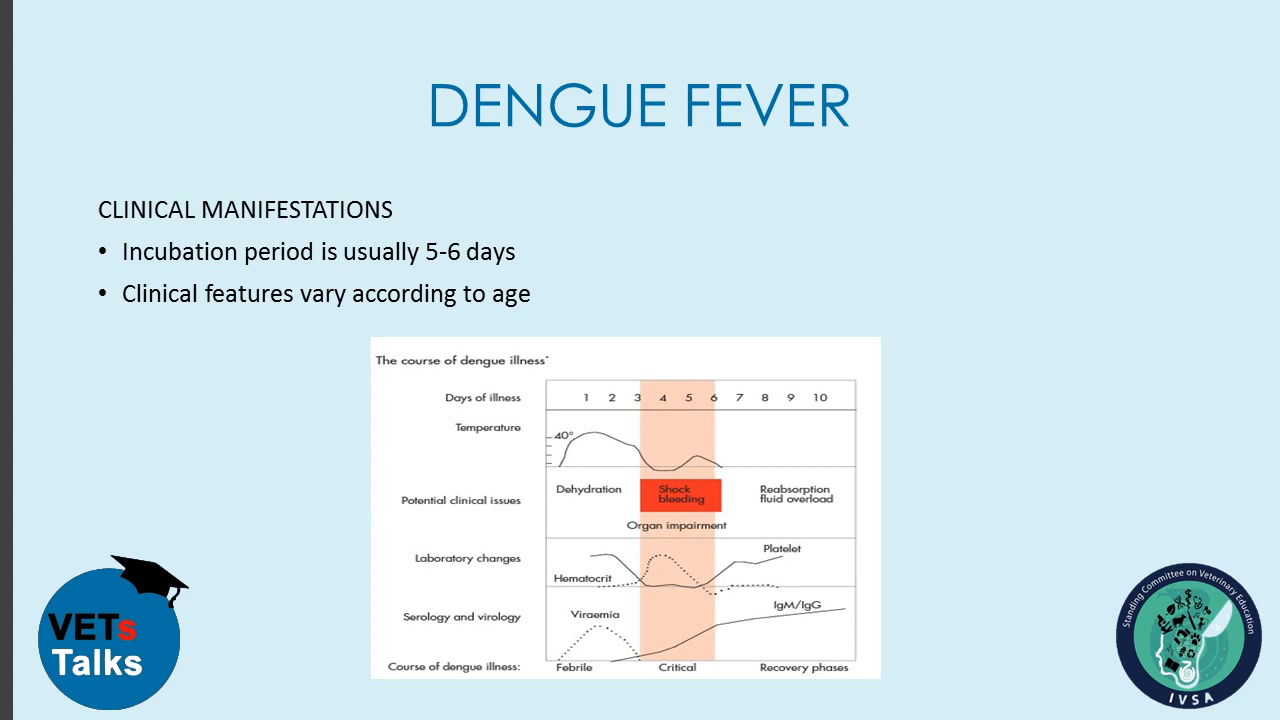 DENGUE FEVER
CLINICAL MANIFESTATIONS
• Incubation period is usually 5-6 days
• Clinical features vary according to age
The course of dengue illness*
Days of illness 1 2 3 4 5 6 7 8 9 10
Temperature
40°
Potential clinical issues
Dehydration
Shock
bleeding
Reabsorption
fluid overload
Organ impairment
Laboratory changes
Platelet
Hematocrit
Serology and virology
Viraemia
IgM/IgG
Course of dengue illness: Febrile Critical Recovery phases
VETs
Talks
Standing Committee on Veterinary Education
IVSA